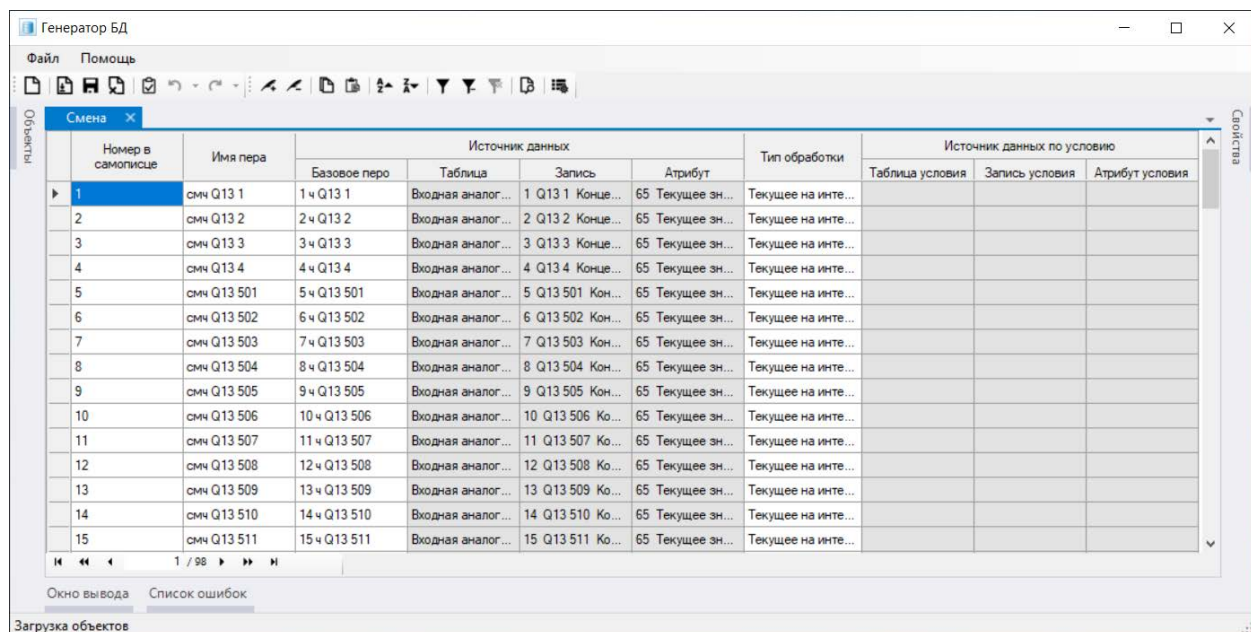 Генератор БД
Файл Помощь
Объекты
Смена
Свойства
Номер в самописце Имя пера Источник данных Тип обработки Источник данных по условию
Базовое перо Таблица Запись Атрибут Таблица условия Запись условия Атрибут условия
1 смч Q13 1 1 ч Q13 1 Входная аналог... 1 Q13 1 Конце... 65 Текущее зн... Текущее на инте...
2 смч Q13 2 2 ч Q13 2 Входная аналог... 2 Q13 2 Конце... 65 Текущее зн... Текущее на инте...
3 смч Q13 3 3 ч Q13 3 Входная аналог... 3 Q13 3 Конце... 65 Текущее зн... Текущее на инте...
4 смч Q13 4 4 ч Q13 4 Входная аналог... 4 Q13 4 Конце... 65 Текущее зн... Текущее на инте...
5 смч Q13 501 5 ч Q13 501 Входная аналог... 5 Q13 501 Кон... 65 Текущее зн... Текущее на инте...
6 смч Q13 502 6 ч Q13 502 Входная аналог... 6 Q13 502 Кон... 65 Текущее зн... Текущее на инте...
7 смч Q13 503 7 ч Q13 503 Входная аналог... 7 Q13 503 Кон... 65 Текущее зн... Текущее на инте...
8 смч Q13 504 8 ч Q13 504 Входная аналог... 8 Q13 504 Кон... 65 Текущее зн... Текущее на инте...
9 смч Q13 505 9 ч Q13 505 Входная аналог... 9 Q13 505 Кон... 65 Текущее зн... Текущее на инте...
10 смч Q13 506 10 ч Q13 506 Входная аналог... 10 Q13 506 Ко... 65 Текущее зн... Текущее на инте...
11 смч Q13 507 11 ч Q13 507 Входная аналог... 11 Q13 507 Ко... 65 Текущее зн... Текущее на инте...
12 смч Q13 508 12 ч Q13 508 Входная аналог... 12 Q13 508 Ко... 65 Текущее зн... Текущее на инте...
13 смч Q13 509 13 ч Q13 509 Входная аналог... 13 Q13 509 Ко... 65 Текущее зн... Текущее на инте...
14 смч Q13 510 14 ч Q13 510 Входная аналог... 14 Q13 510 Ко... 65 Текущее зн... Текущее на инте...
15 смч Q13 511 15 ч Q13 511 Входная аналог... 15 Q13 511 Ко... 65 Текущее зн... Текущее на инте...
1 / 98
Окно вывода Список ошибок
Загрузка объектов